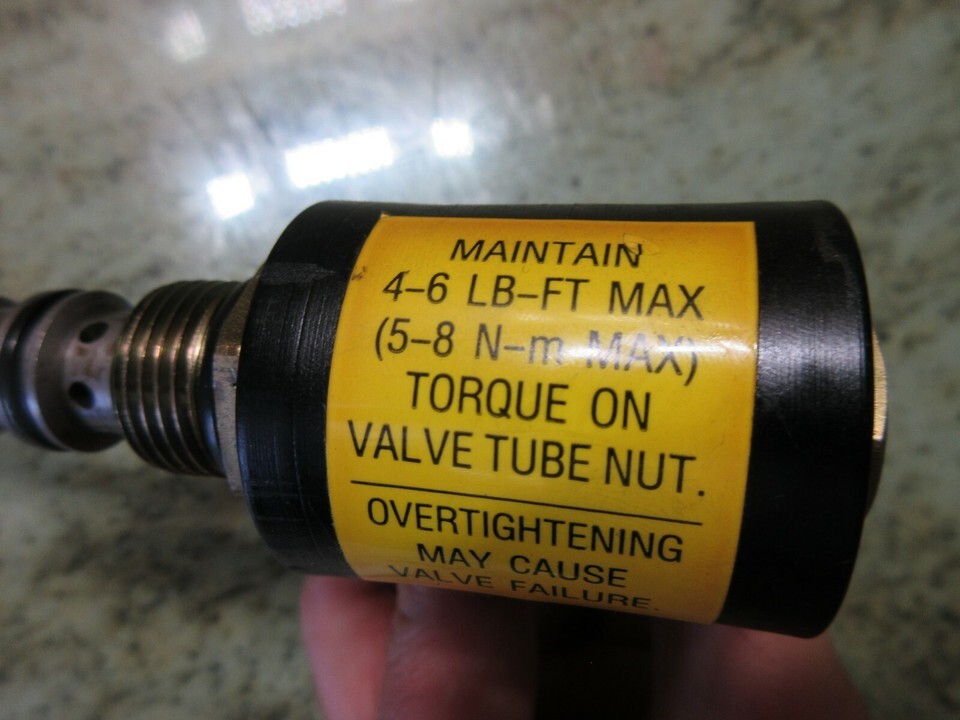 MAINTAIN
4-6 LB-FT MAX
(5-8 N-m MAX)
TORQUE ON
VALVE TUBE NUT.
OVERTIGHTENING
MAY CAUSE
VALVE FAILURE.